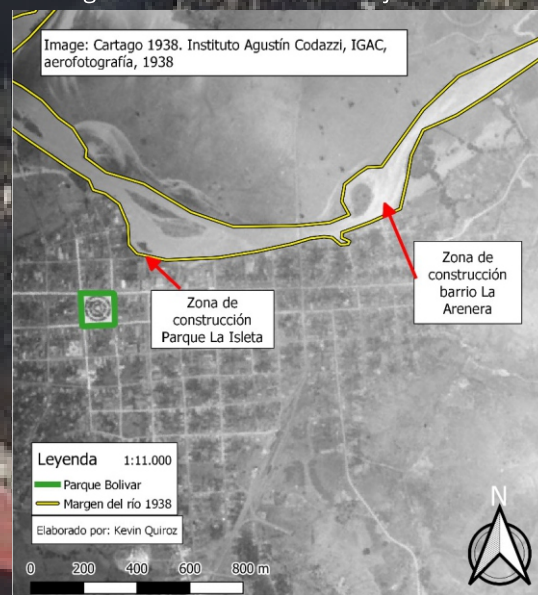 Image: Cartago 1938. Instituto Agustín Codazzi, IGAC,
aerofotografía, 1938
Zona de
construcción
barrio La
Arenera
Zona de
construcción
Parque La Isleta
Leyenda 1:11.000
Parque Bolivar
Margen del río 1938
Elaborado por: Kevin Quiroz
N
0 200 400 600 800 m